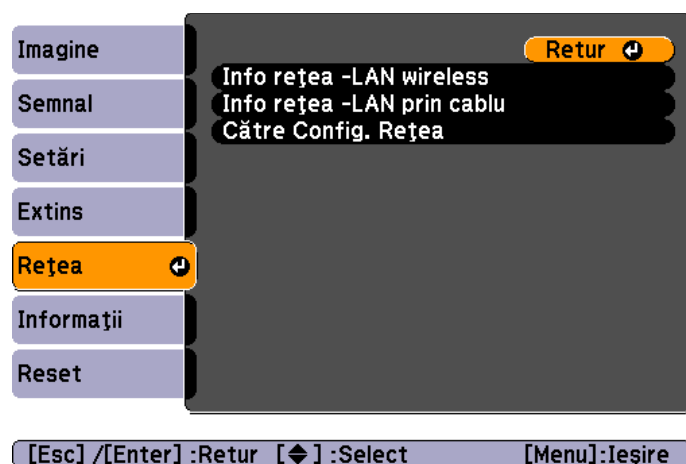 Imagine
Semnal
Setări
Extins
Reţea
Informaţii
Reset
Retur
Info reţea -LAN wireless
Info reţea -LAN prin cablu
Către Config. Reţea
[Esc] /[Enter] :Retur [◆] :Select [Menu]:Ieşire